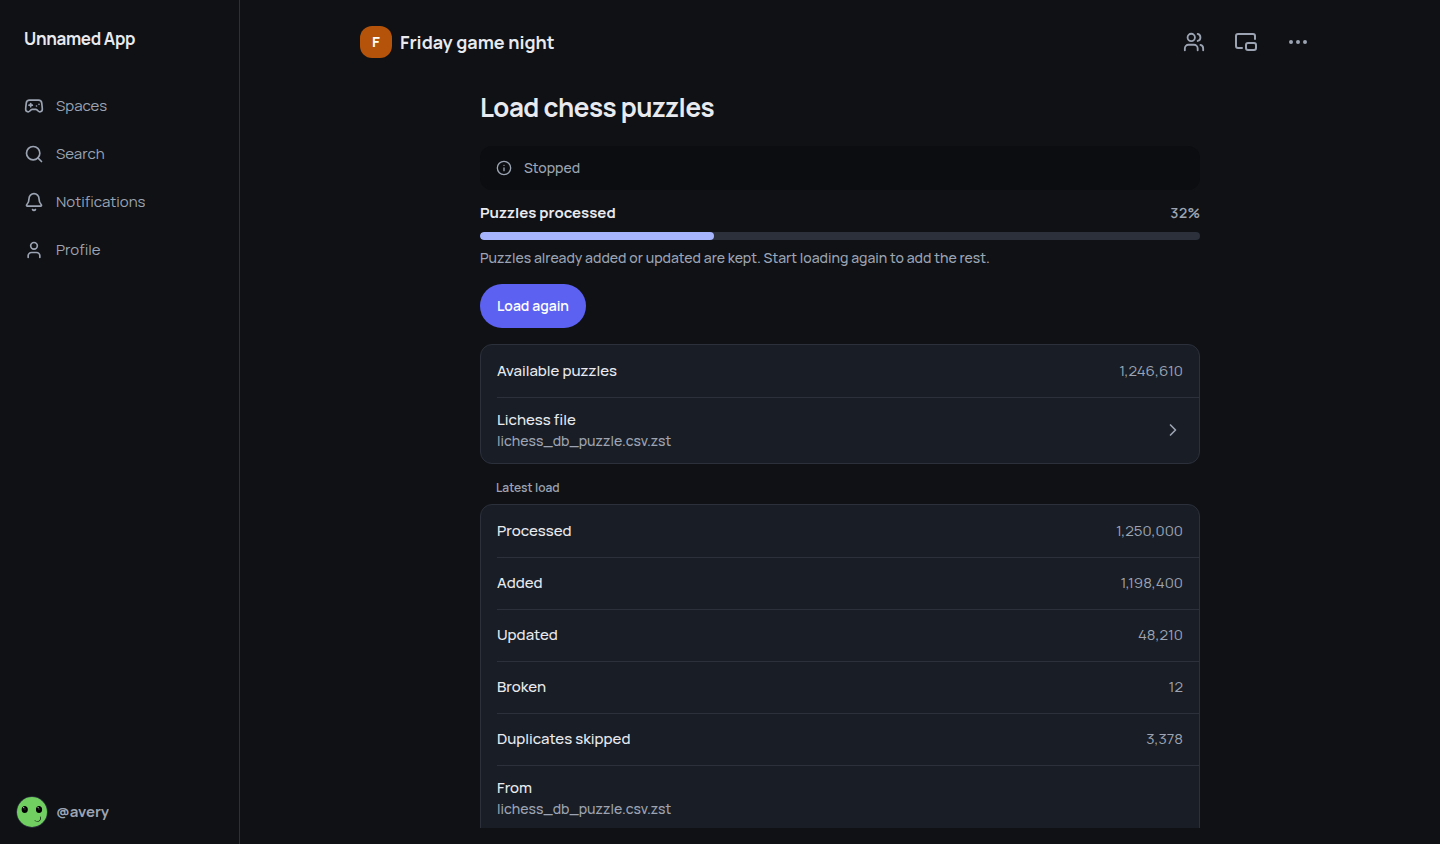 Unnamed App
Spaces
Search
Notifications
Profile
@avery
F Friday game night
Load chess puzzles
Stopped
Puzzles processed 32%
Puzzles already added or updated are kept. Start loading again to add the rest.
Load again
Available puzzles 1,246,610
Lichess file
lichess_db_puzzle.csv.zst
Latest load
Processed 1,250,000
Added 1,198,400
Updated 48,210
Broken 12
Duplicates skipped 3,378
From
lichess_db_puzzle.csv.zst